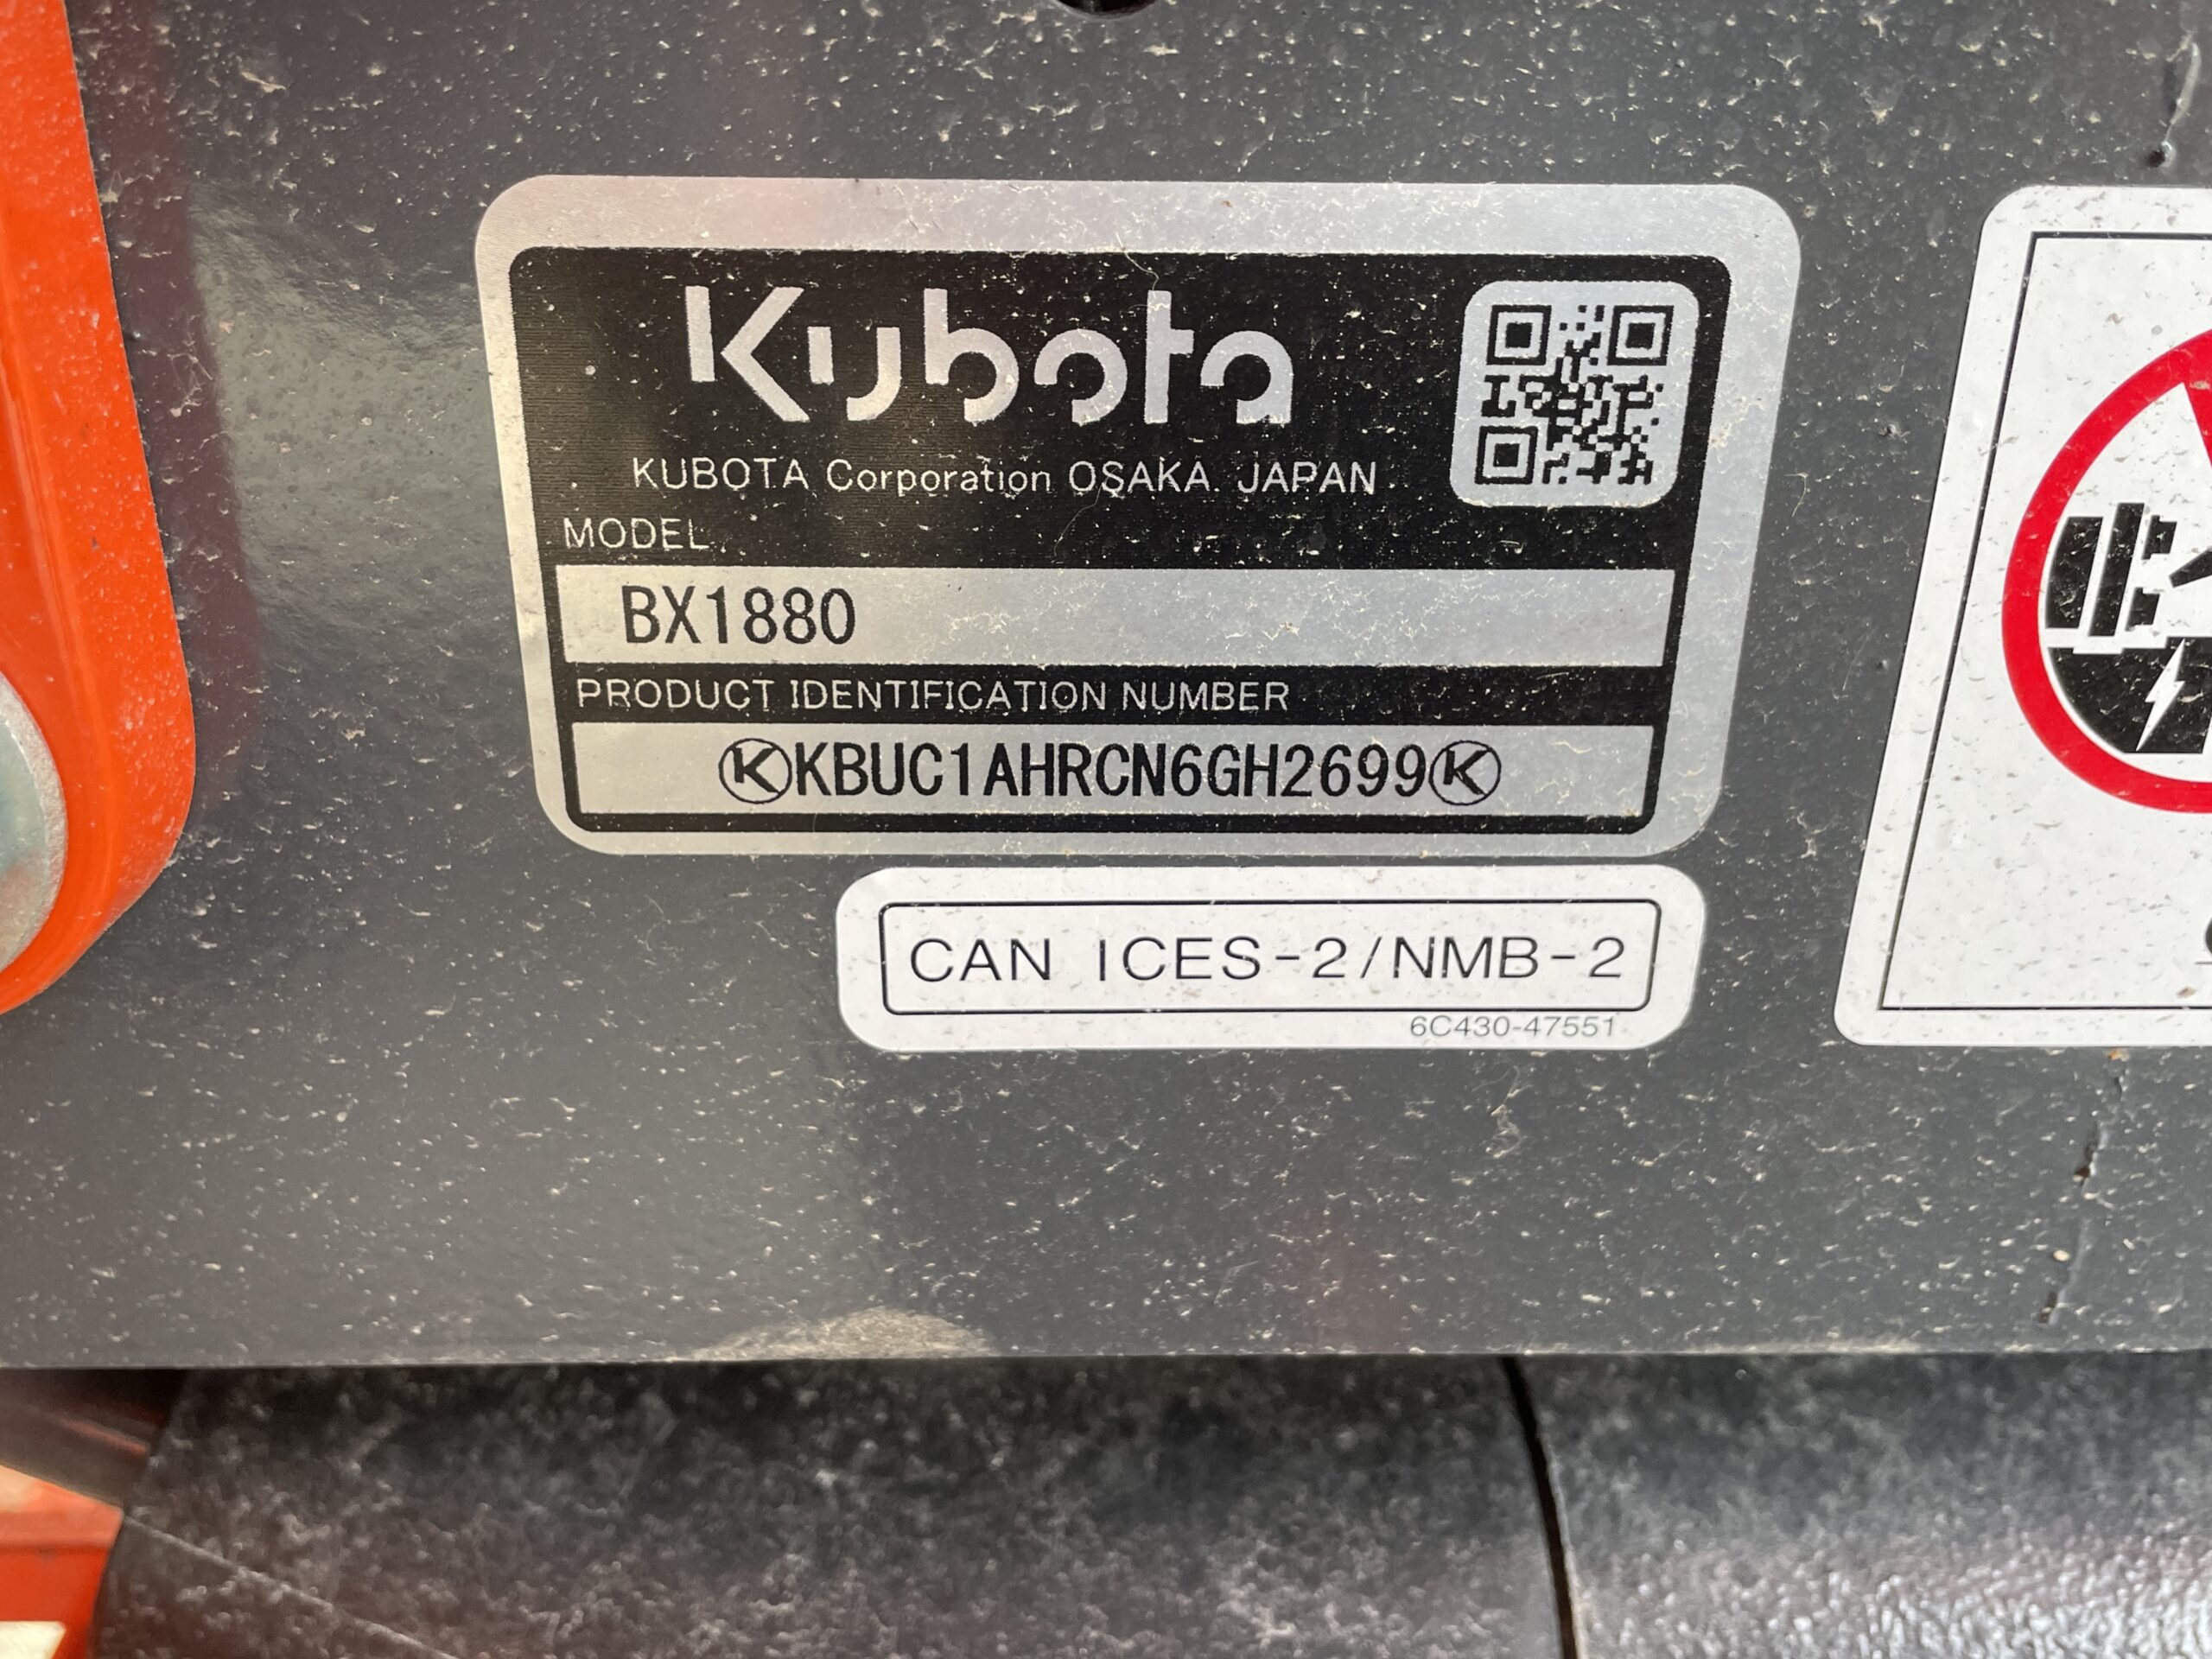 Kubota
KUBOTA Corporation OSAKA JAPAN
MODEL
BX1880
PRODUCT IDENTIFICATION NUMBER
KKBUC1AHRCN6GH2699K
CAN ICES-2/NMB-2
6C430-47551